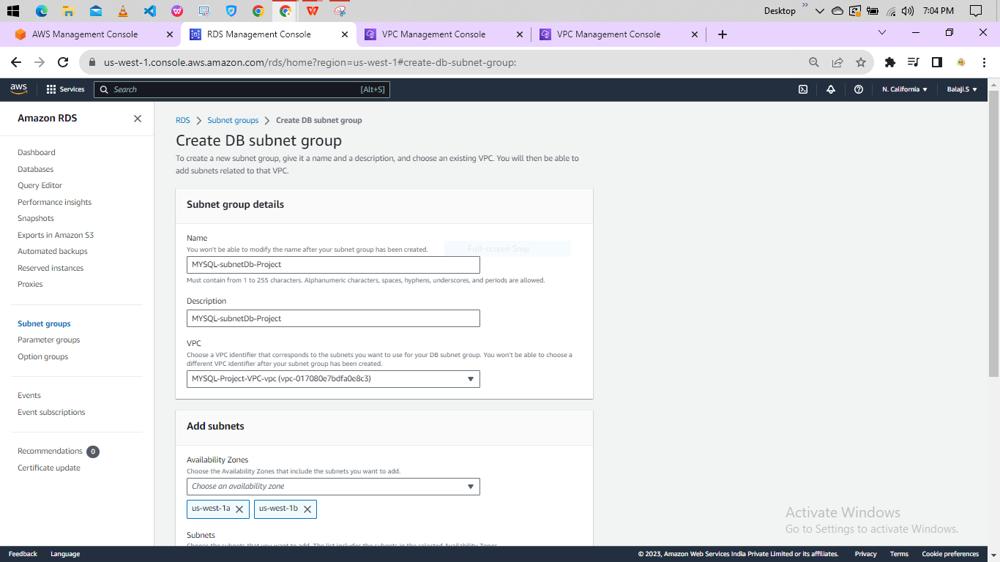 Desktop
7:04 PM
AWS Management Console
RDS Management Console
VPC Management Console
VPC Management Console
us-west-1.console.aws.amazon.com/rds/home?region=us-west-1#create-db-subnet-group:
aws
Services
Search
[Alt+S]
N. California
Balaji.S
Amazon RDS
Dashboard
Databases
Query Editor
Performance insights
Snapshots
Exports in Amazon S3
Automated backups
Reserved instances
Proxies
Subnet groups
Parameter groups
Option groups
Events
Event subscriptions
Recommendations 0
Certificate update
RDS > Subnet groups > Create DB subnet group
Create DB subnet group
To create a new subnet group, give it a name and a description, and choose an existing VPC. You will then be able to
add subnets related to that VPC.
Subnet group details
Name
You won't be able to modify the name after your subnet group has been created.
Full-screen Snip
MYSQL-subnetDb-Project
Must contain from 1 to 255 characters. Alphanumeric characters, spaces, hyphens, underscores, and periods are allowed.
Description
MYSQL-subnetDb-Project
VPC
Choose a VPC identifier that corresponds to the subnets you want to use for your DB subnet group. You won't be able to choose a
different VPC identifier after your subnet group has been created.
MYSQL-Project-VPC-vpc (vpc-017080e7bdfa0e8c3)
Add subnets
Availability Zones
Choose the Availability Zones that include the subnets you want to add.
Choose an availability zone
us-west-1a
us-west-1b
Subnets
Choose the subnets that you want to add. The list includes the subnets in the selected Availability Zones.
Activate Windows
Go to Settings to activate Windows.
Feedback
Language
© 2023, Amazon Web Services India Private Limited or its affiliates.
Privacy
Terms
Cookie preferences